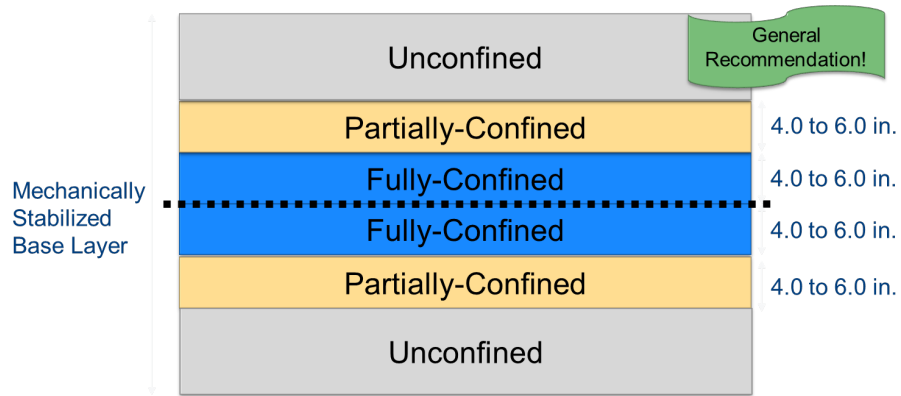 General
Recommendation!
Unconfined
Partially-Confined
4.0 to 6.0 in.
Fully-Confined
4.0 to 6.0 in.
Mechanically
Stabilized
Base Layer
Fully-Confined
4.0 to 6.0 in.
Partially-Confined
4.0 to 6.0 in.
Unconfined